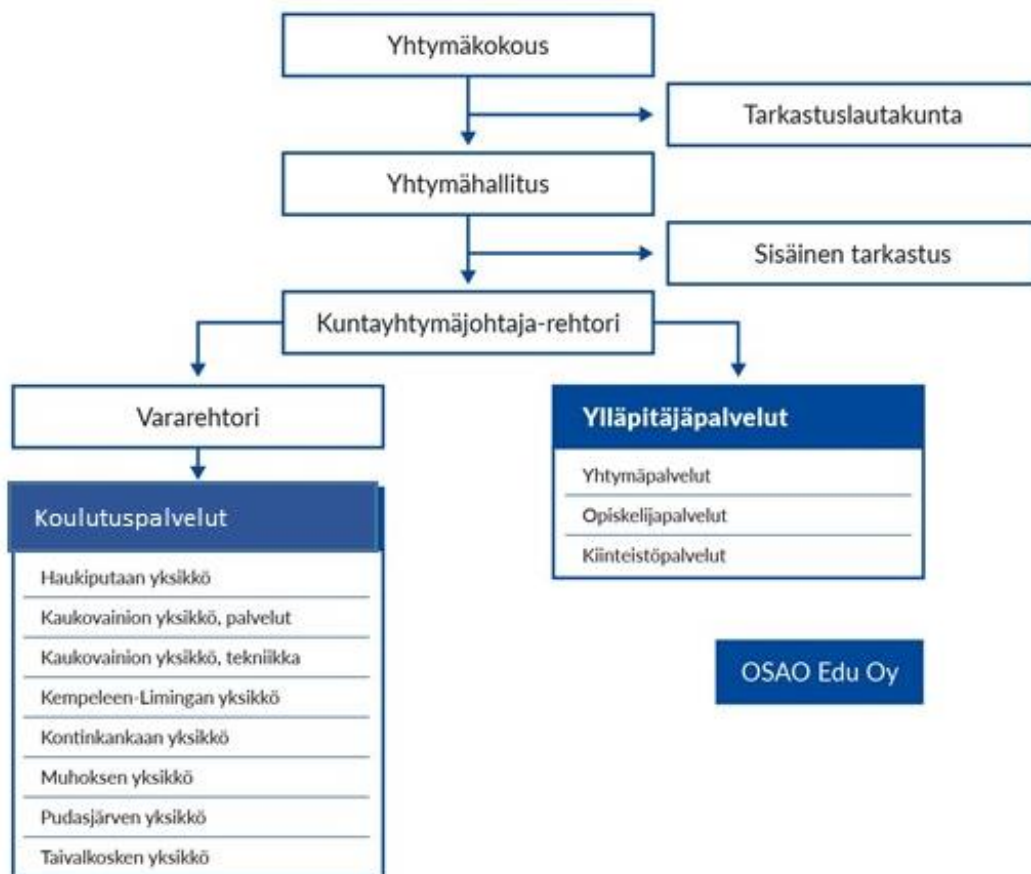 Yhtymäkokous
Tarkastuslautakunta
Yhtymähallitus
Sisäinen tarkastus
Kuntayhtymäjohtaja-rehtori
Vararehtori
Koulutuspalvelut
Haukiputaan yksikkö
Kaukovainion yksikkö, palvelut
Kaukovainion yksikkö, tekniikka
Kempeleen-Limingan yksikkö
Kontinkankaan yksikkö
Muhoksen yksikkö
Pudasjärven yksikkö
Taivalkosken yksikkö
Ylläpitäjäpalvelut
Yhtymäpalvelut
Opiskelijapalvelut
Kiinteistöpalvelut
OSAO Edu Oy